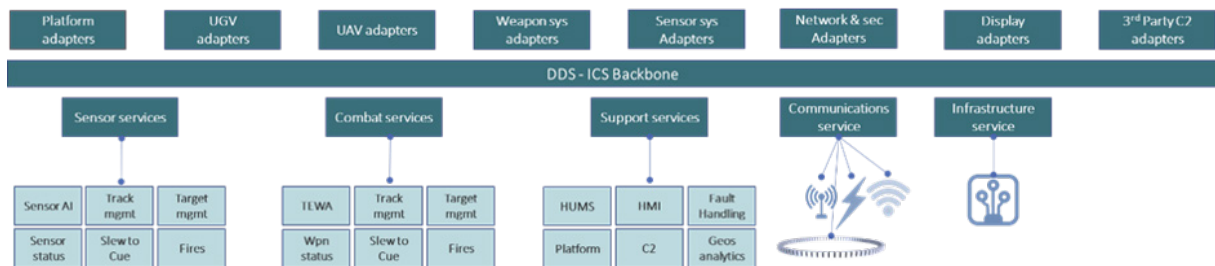 Platform
adapters
UGV
adapters
UAV adapters
Weapon sys
adapters
Sensor sys
Adapters
Network & sec
Adapters
Display
adapters
3rd Party C2
adapters
DDS - ICS Backbone
Sensor services
Combat services
Support services
Communications
service
Infrastructure
service
Sensor AI
Track
mgmt
Target
mgmt
Sensor
status
Slew to
Cue
Fires
TEWA
Track
mgmt
Target
mgmt
Wpn
status
Slew to
Cue
Fires
HUMS
HMI
Fault
Handling
Platform
C2
Geos
analytics